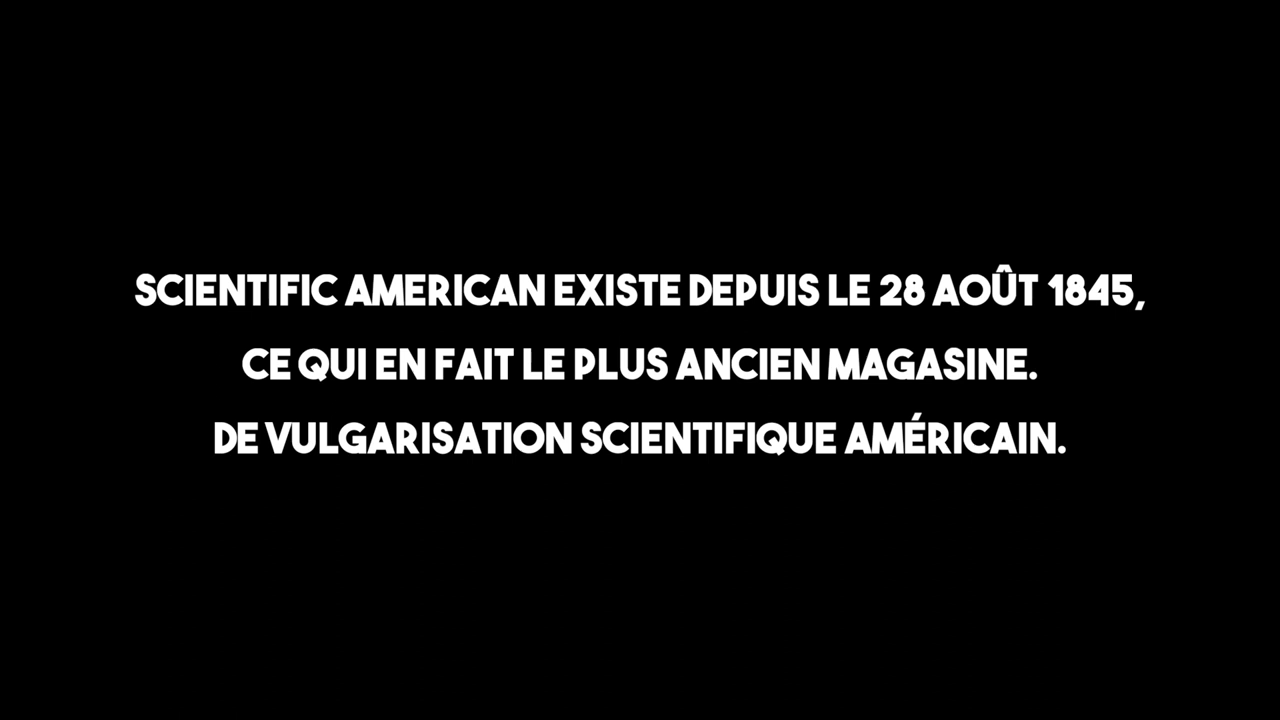 SCIENTIFIC AMERICAN EXISTE DEPUIS LE 28 AOÛT 1845,
CE QUI EN FAIT LE PLUS ANCIEN MAGASINE.
DE VULGARISATION SCIENTIFIQUE AMÉRICAIN.